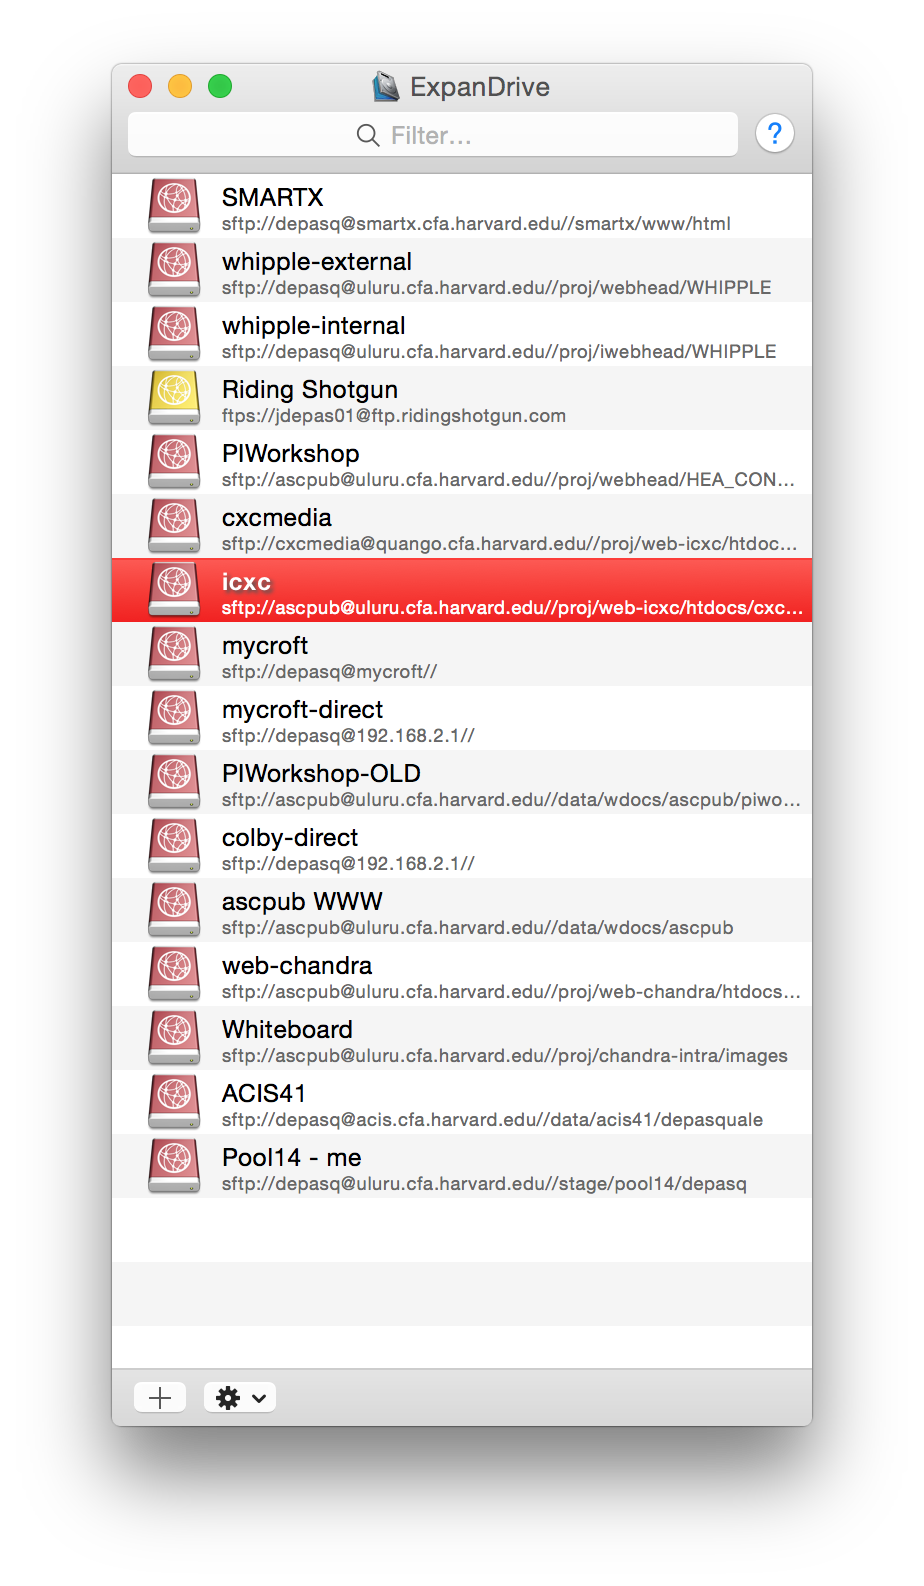 ExpanDrive
Filter...
?
SMARTX
sftp://depasq@smartx.cfa.harvard.edu//smartx/www/html
whipple-external
sftp://depasq@uluru.cfa.harvard.edu//proj/webhead/WHIPPLE
whipple-internal
sftp://depasq@uluru.cfa.harvard.edu//proj/iwebhead/WHIPPLE
Riding Shotgun
ftps://jdepas01@ftp.ridingshotgun.com
PIWorkshop
sftp://ascpub@uluru.cfa.harvard.edu//proj/webhead/HEA_CON...
cxcmedia
sftp://cxcmedia@quango.cfa.harvard.edu//proj/web-icxc/htdoc...
icxc
sftp://ascpub@uluru.cfa.harvard.edu//proj/web-icxc/htdocs/cxc...
mycroft
sftp://depasq@mycroft//
mycroft-direct
sftp://depasq@192.168.2.1//
PIWorkshop-OLD
sftp://ascpub@uluru.cfa.harvard.edu//data/wdocs/ascpub/piwo...
colby-direct
sftp://depasq@192.168.2.1//
ascpub WWW
sftp://ascpub@uluru.cfa.harvard.edu//data/wdocs/ascpub
web-chandra
sftp://ascpub@uluru.cfa.harvard.edu//proj/web-chandra/htdocs...
Whiteboard
sftp://ascpub@uluru.cfa.harvard.edu//proj/chandra-intra/images
ACIS41
sftp://depasq@acis.cfa.harvard.edu//data/acis41/depasquale
Pool14 - me
sftp://depasq@uluru.cfa.harvard.edu//stage/pool14/depasq